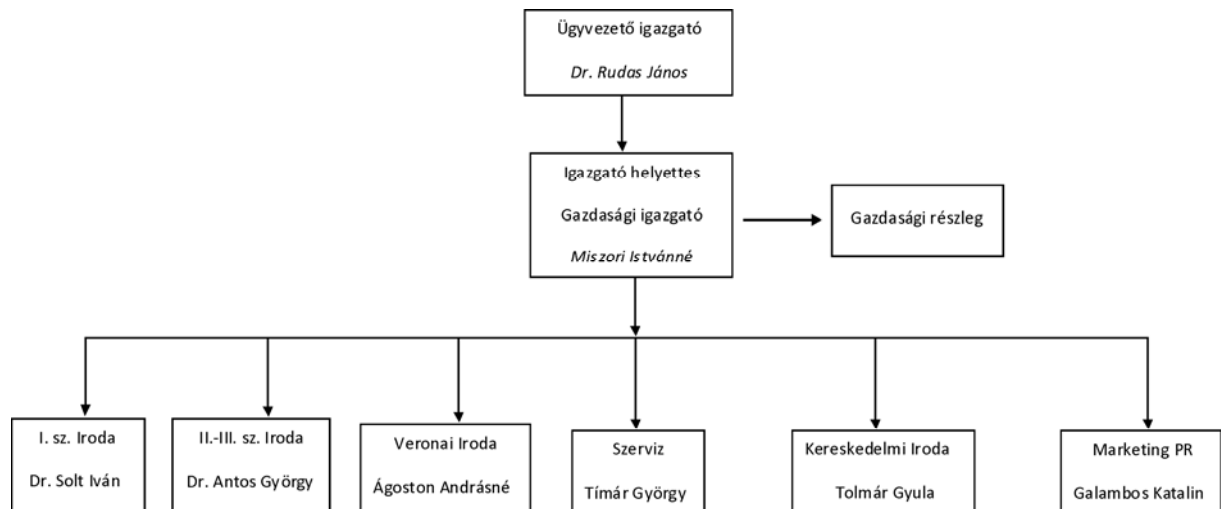 Ügyvezető igazgató
Dr. Rudas János
Igazgató helyettes
Gazdasági igazgató
Miszori Istvánné
Gazdasági részleg
I. sz. Iroda
Dr. Solt Iván
II.-III. sz. Iroda
Dr. Antos György
Veronai Iroda
Ágoston Andrásné
Szerviz
Tímár György
Kereskedelmi Iroda
Tolmár Gyula
Marketing PR
Galambos Katalin